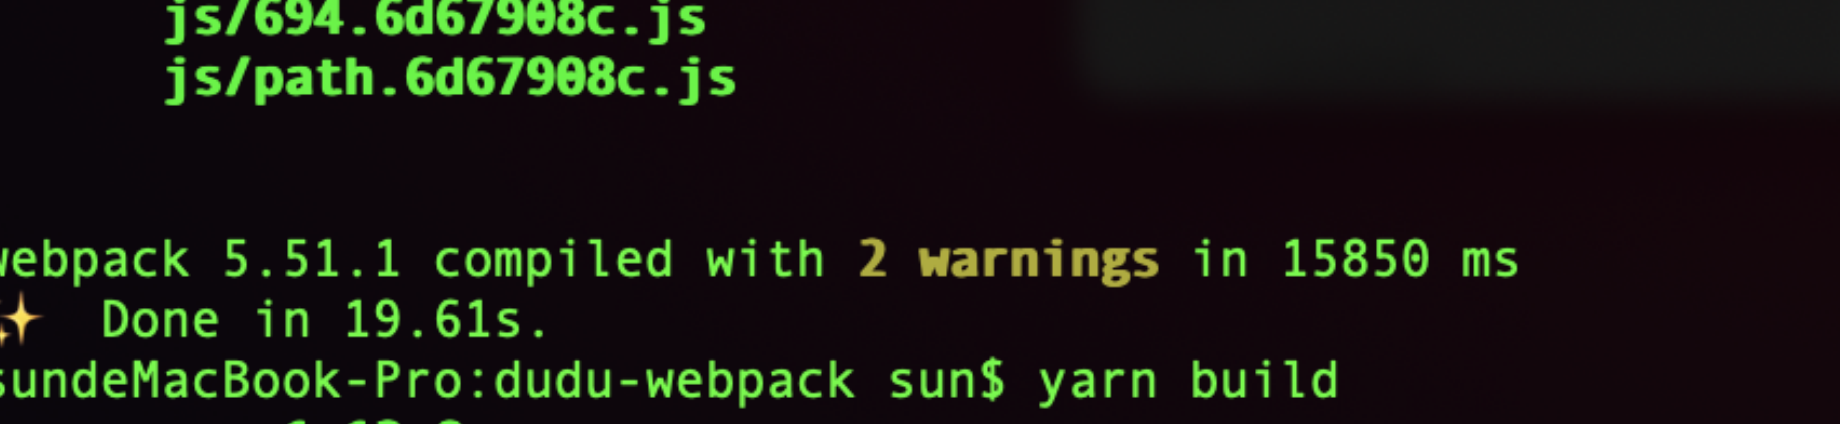 js/694.6d67908c.js
js/path.6d67908c.js
webpack 5.51.1 compiled with 2 warnings in 15850 ms
✨ Done in 19.61s.
sundeMacBook-Pro:dudu-webpack sun$ yarn build